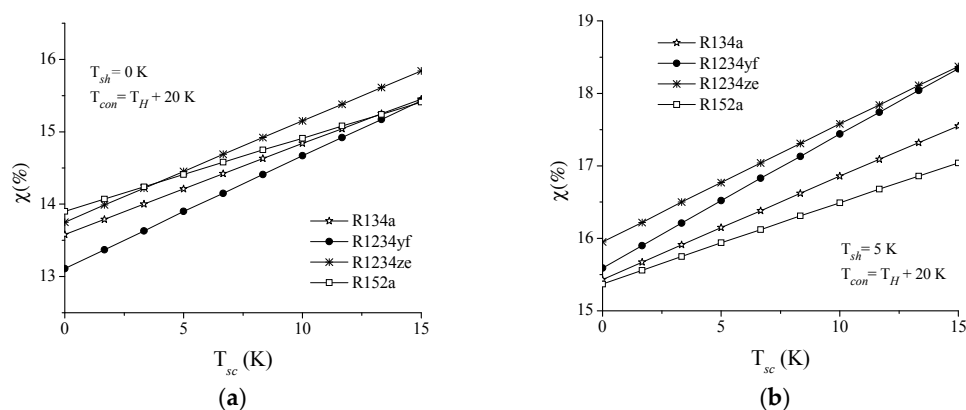 (a)
χ(%)
16
15
14
13
T_sh = 0 K
T_con = T_H + 20 K
R134a
R1234yf
R1234ze
R152a
0 5 10 15
T_sc (K)
(b)
χ(%)
19
18
17
16
15
R134a
R1234yf
R1234ze
R152a
T_sh = 5 K
T_con = T_H + 20 K
0 5 10 15
T_sc (K)
(a) (b)